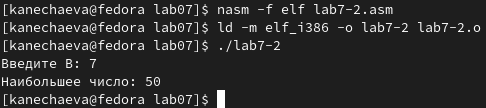 [kanechaeva@fedora lab07]$ nasm -f elf lab7-2.asm
[kanechaeva@fedora lab07]$ ld -m elf_i386 -o lab7-2 lab7-2.o
[kanechaeva@fedora lab07]$ ./lab7-2
Введите B: 7
Наибольшее число: 50
[kanechaeva@fedora lab07]$